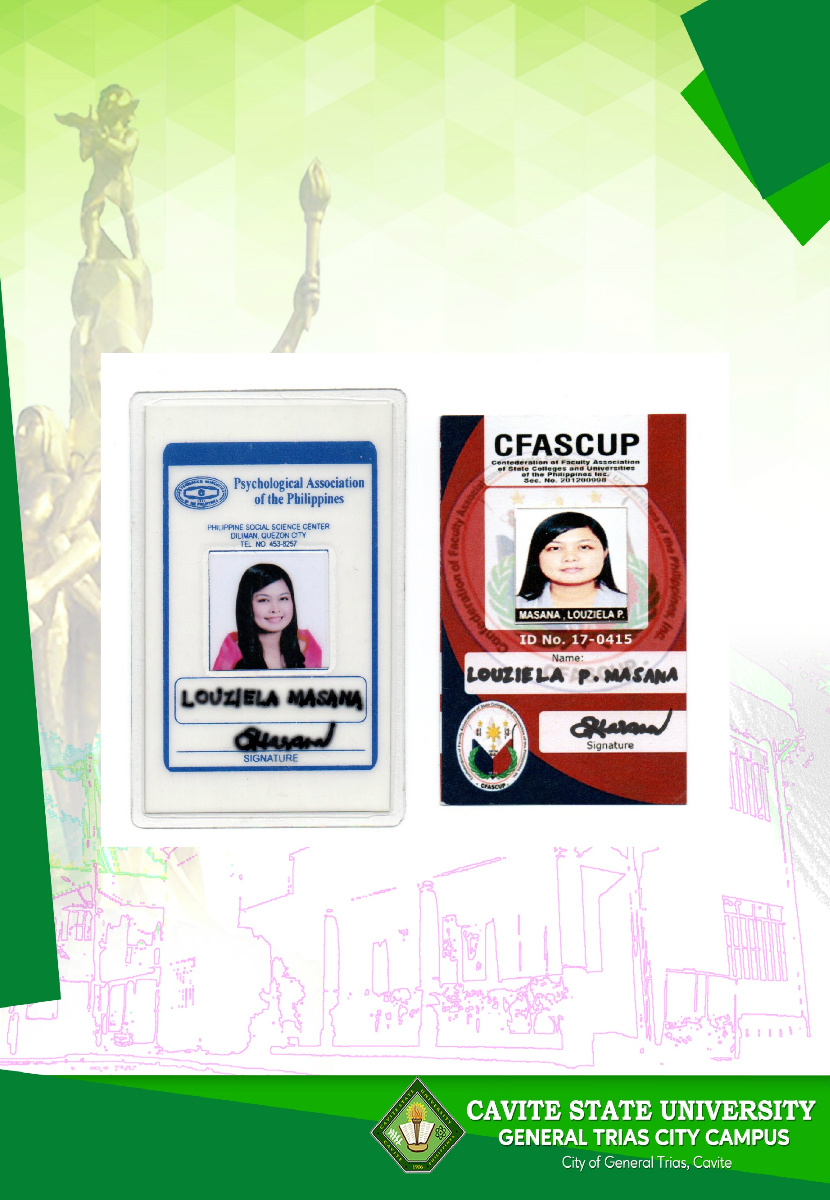 Psychological Association
of the Philippines
PHILIPPINE SOCIAL SCIENCE CENTER
DILIMAN, QUEZON CITY
TEL. NO. 453-8257
LOUZIELA MASANA
SIGNATURE
CFASCUP
Confederation of Faculty Association
of State Colleges and Universities
of the Philippines Inc.
Sec. No. 201200998
MASANA , LOUZIELA P.
ID No. 17-0415
Name:
LOUZIELA P. MASANA
Signature
CFASCUP
CAVITE STATE UNIVERSITY
GENERAL TRIAS CITY CAMPUS
City of General Trias, Cavite
1906